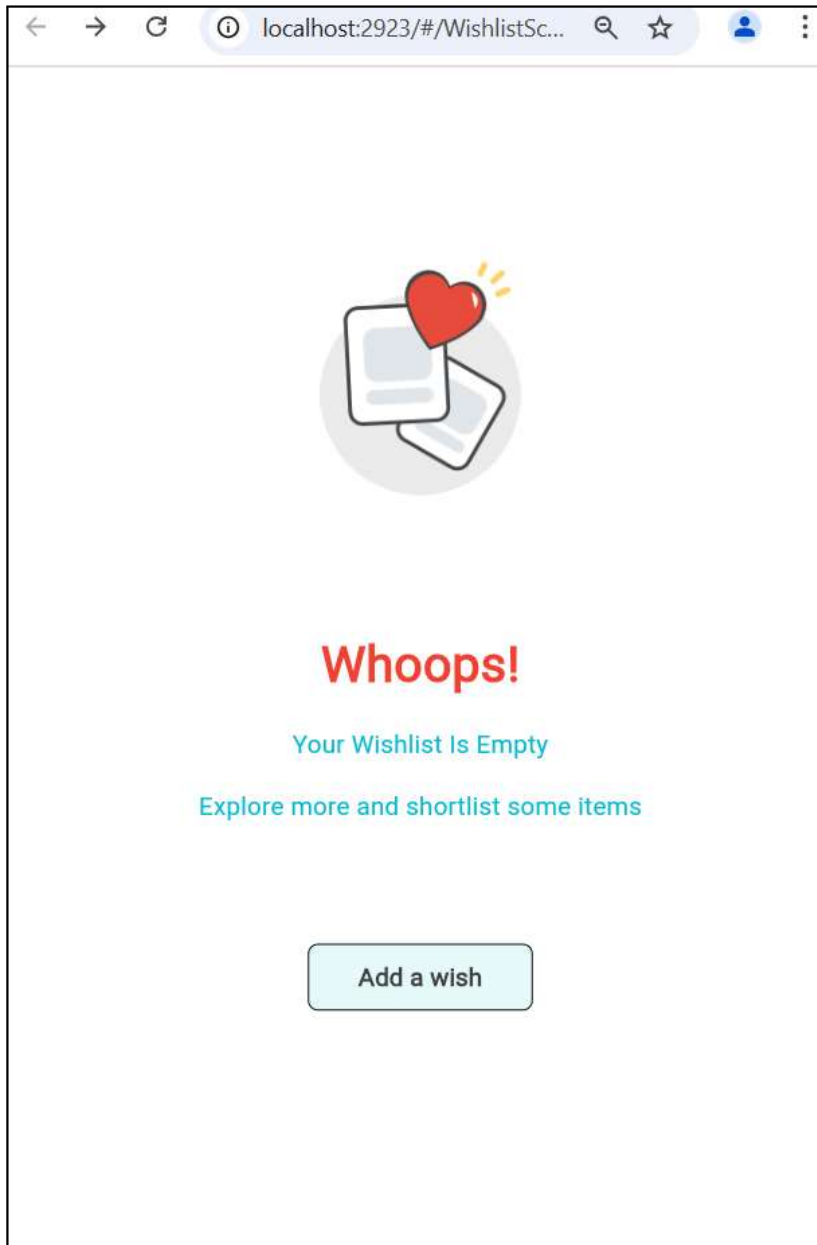 localhost:2923/#/WishlistSc...
Whoops!
Your Wishlist Is Empty
Explore more and shortlist some items
Add a wish